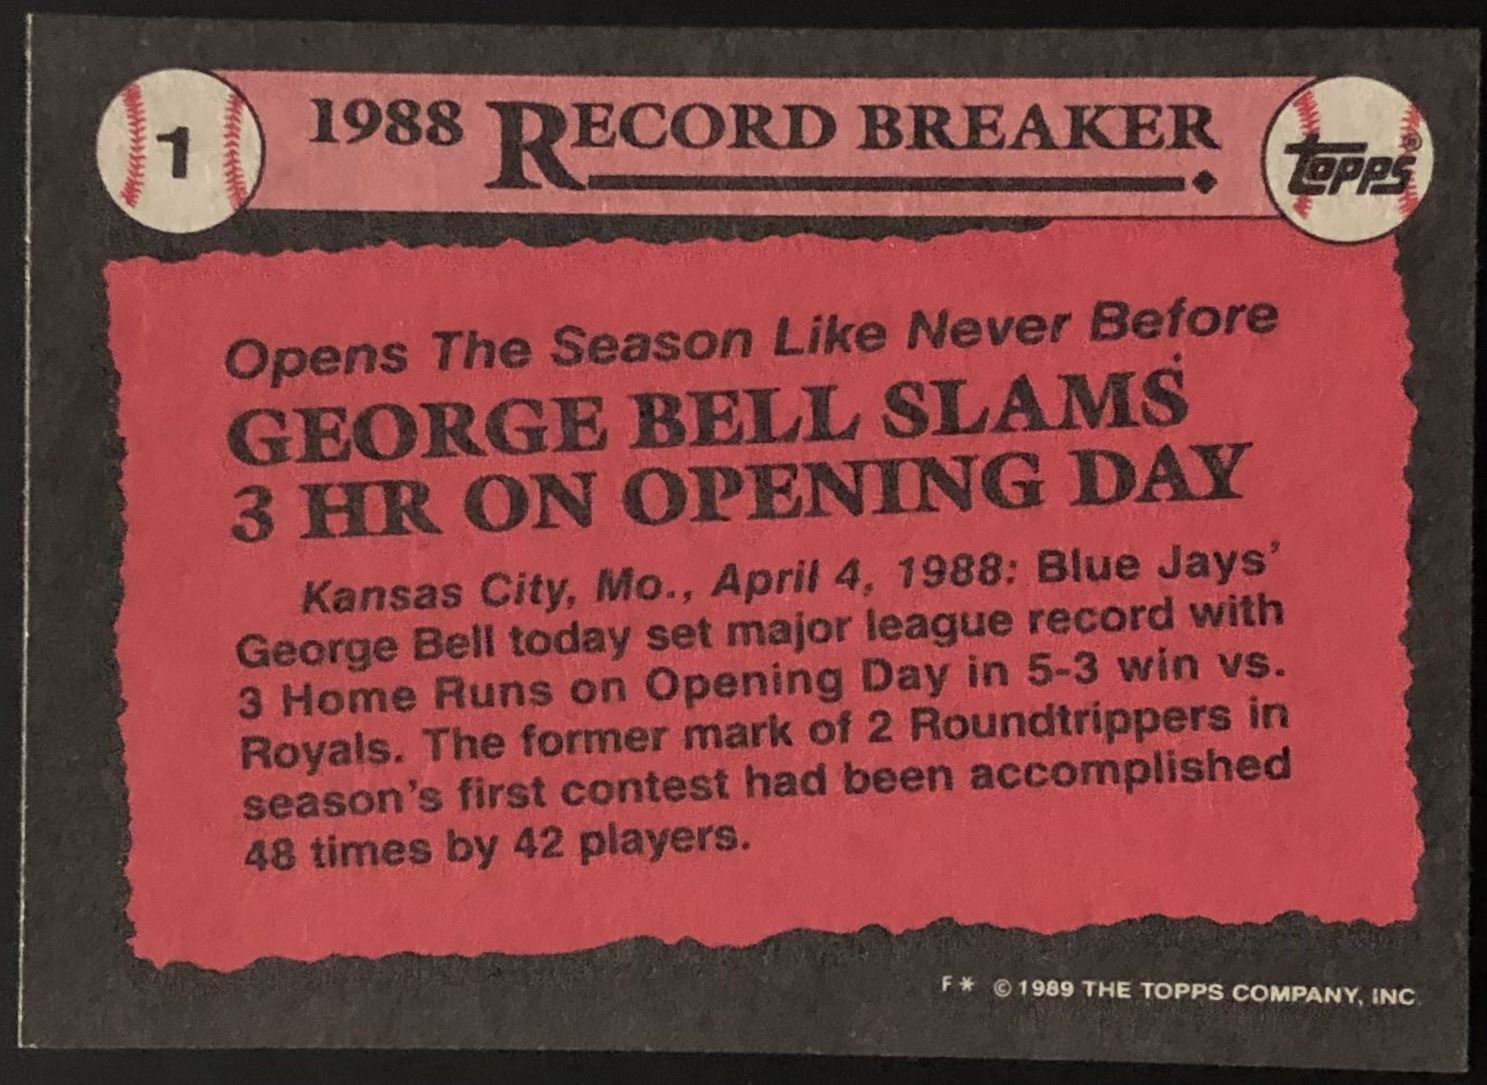 1
1988 RECORD BREAKER
topps®
Opens The Season Like Never Before
GEORGE BELL SLAMS
3 HR ON OPENING DAY
Kansas City, Mo., April 4, 1988: Blue Jays’
George Bell today set major league record with
3 Home Runs on Opening Day in 5-3 win vs.
Royals. The former mark of 2 Roundtrippers in
season's first contest had been accomplished
48 times by 42 players.
F* © 1989 THE TOPPS COMPANY, INC.